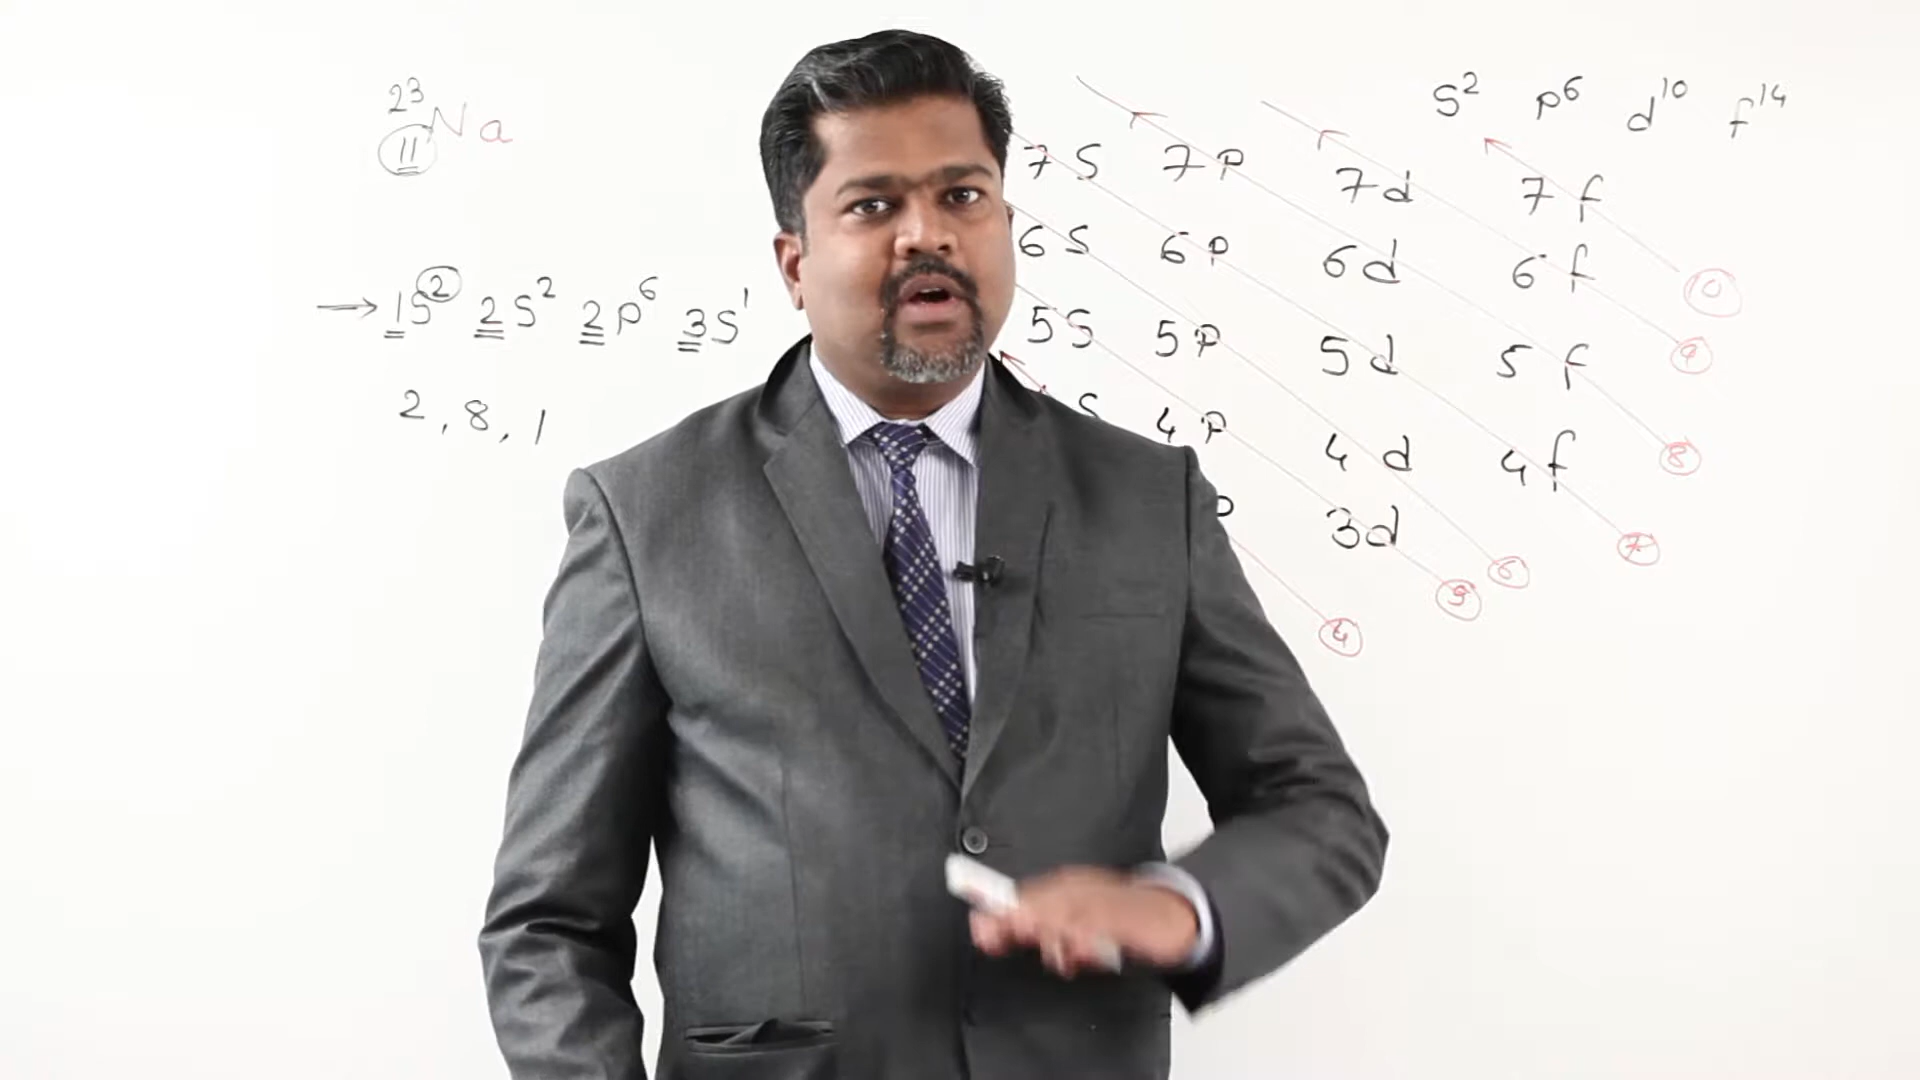 23
11 Na
→ 1S² 2S² 2P⁶ 3S¹
2, 8, 1
S² P⁶ d¹⁰ f¹⁴
7S 7P 7d 7f
6S 6P 6d 6f
10
5S 5P 5d 5f
9
S 4P 4d 4f
8
P 3d
7
6
5
4